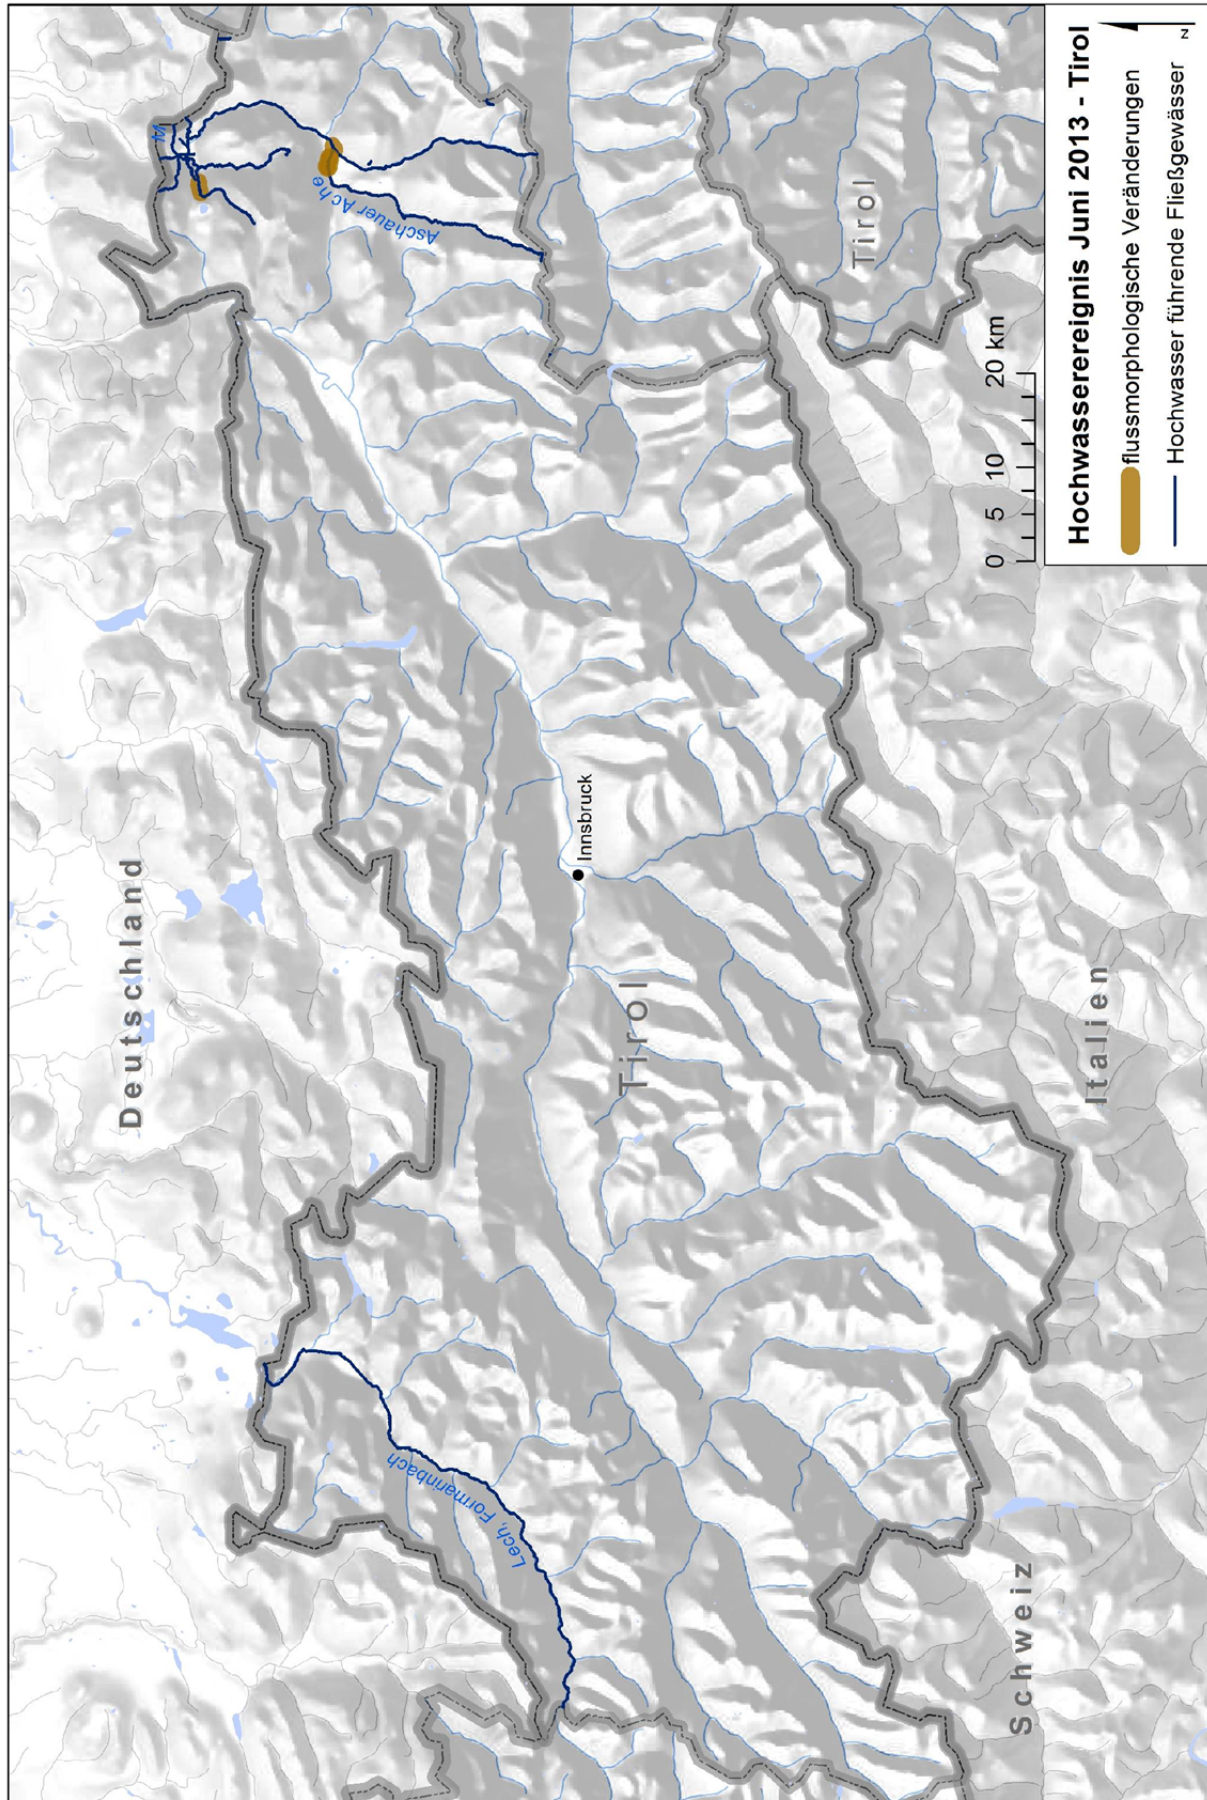 Deutschland
Aschauer Ache
Lech, Formarinbach
Innsbruck
Tirol
Tirol
Italien
Schweiz
0 5 10 20 km
Hochwasserereignis Juni 2013 - Tirol
flussmorphologische Veränderungen
Hochwasser führende Fließgewässer
N